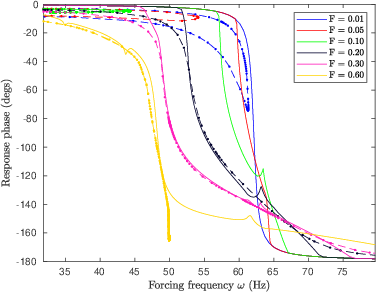 0
-20
-40
-60
-80
-100
-120
-140
-160
180
35
40
45
50
55
60
65
70
75
Response phase (degs)
Forcing frequency ω (Hz)
F = 0.01
F = 0.05
F = 0.10
F = 0.20
F = 0.30
F = 0.60